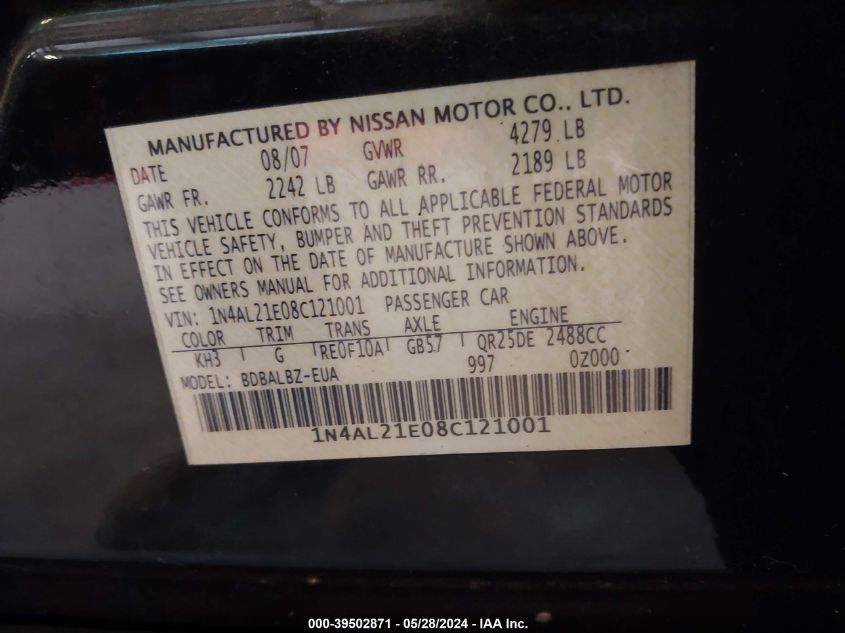 MANUFACTURED BY NISSAN MOTOR CO., LTD.
DATE 08/07 GVWR 4279 LB
GAWR FR. 2242 LB GAWR RR. 2189 LB
THIS VEHICLE CONFORMS TO ALL APPLICABLE FEDERAL MOTOR
VEHICLE SAFETY, BUMPER AND THEFT PREVENTION STANDARDS
IN EFFECT ON THE DATE OF MANUFACTURE SHOWN ABOVE.
SEE OWNERS MANUAL FOR ADDITIONAL INFORMATION.
VIN: 1N4AL21E08C121001 PASSENGER CAR
COLOR TRIM TRANS AXLE ENGINE
KH3 G RE0F10A GB57 QR25DE 2488CC
MODEL: BDBALBZ-EUA 997 0Z000
1N4AL21E08C121001
000-39502871 - 05/28/2024 - IAA Inc.